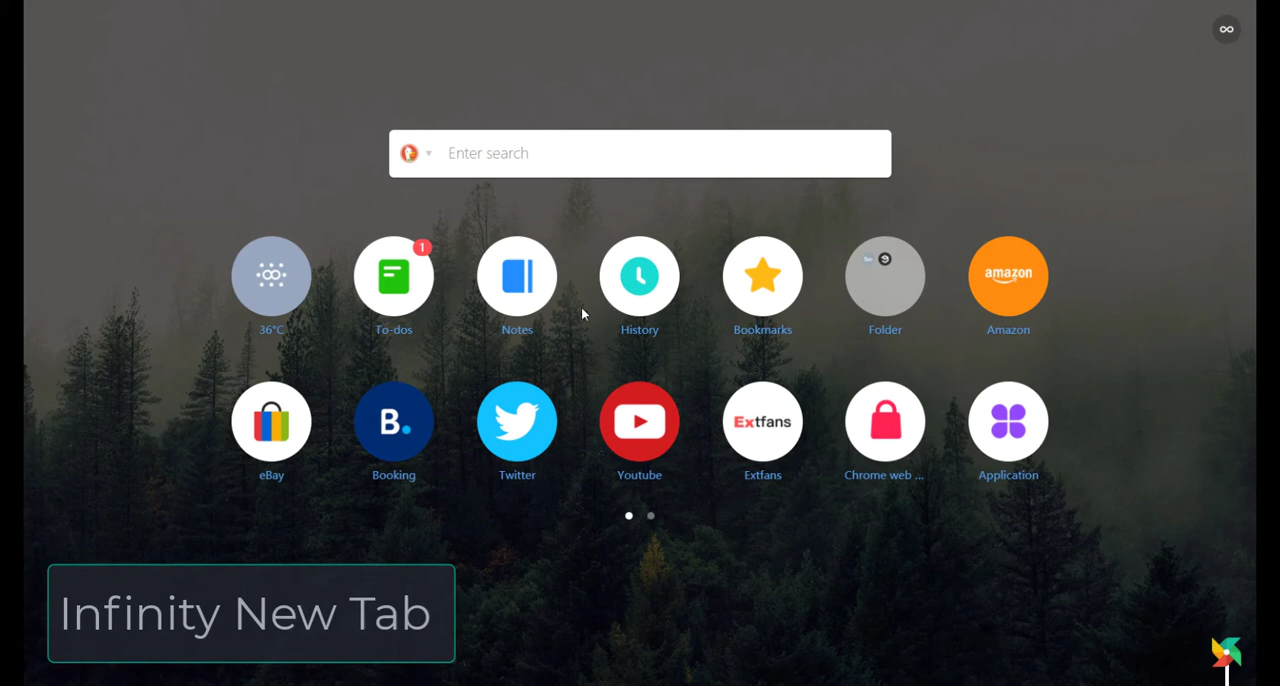 Enter search
1
36°C
To-dos
Notes
History
Bookmarks
Folder
amazon
Amazon
B.
Extfans
eBay
Booking
Twitter
Youtube
Extfans
Chrome web ...
Application
Infinity New Tab